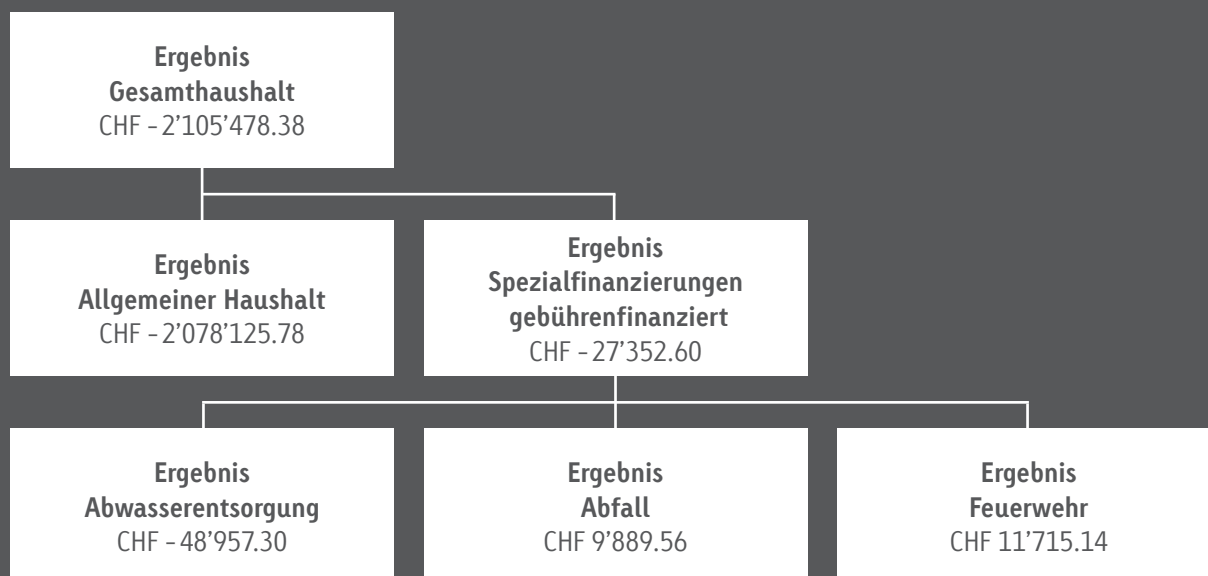 Ergebnis
Gesamthaushalt
CHF – 2’105’478.38
Ergebnis
Allgemeiner Haushalt
CHF – 2’078’125.78
Ergebnis
Spezialfinanzierungen
gebührenfinanziert
CHF – 27’352.60
Ergebnis
Abwasserentsorgung
CHF – 48’957.30
Ergebnis
Abfall
CHF 9’889.56
Ergebnis
Feuerwehr
CHF 11’715.14